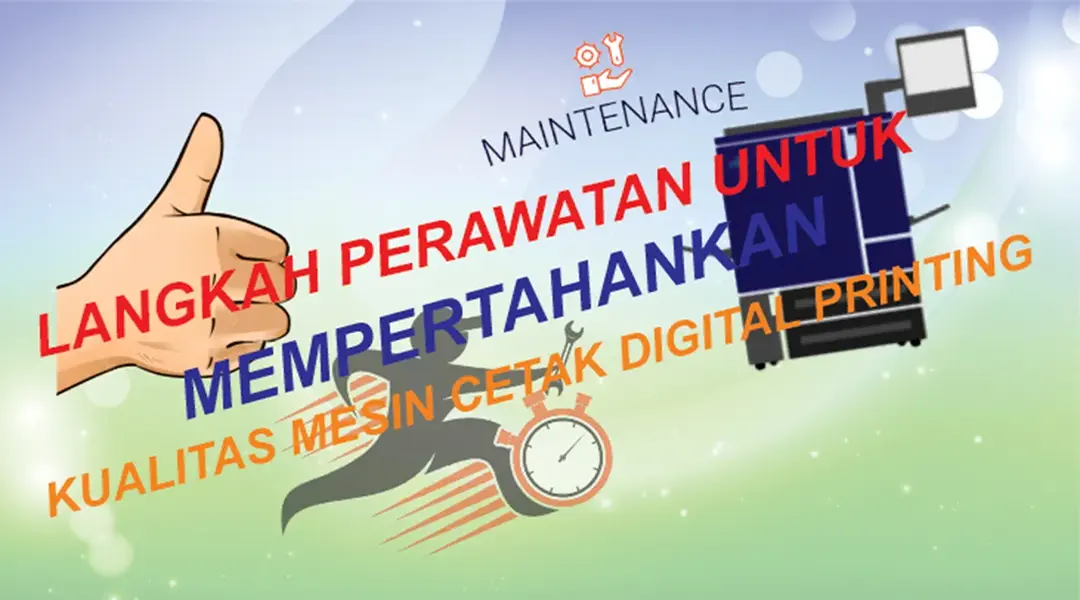 MAINTENANCE
LANGKAH PERAWATAN UNTUK
MEMPERTAHANKAN
KUALITAS MESIN CETAK DIGITAL PRINTING